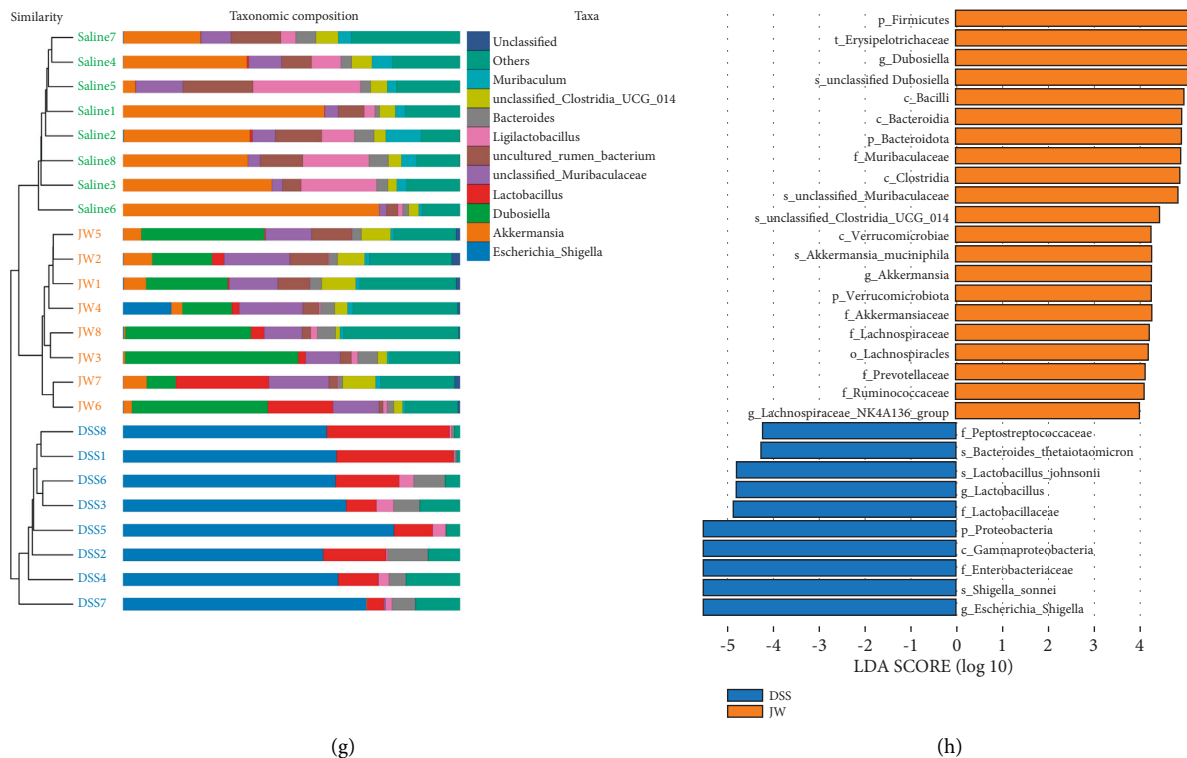 Similarity
Taxonomic composition
Taxa
Saline7
Saline4
Saline5
Saline1
Saline2
Saline8
Saline3
Saline6
JW5
JW2
JW1
JW4
JW8
JW3
JW7
JW6
DSS8
DSS1
DSS6
DSS3
DSS5
DSS2
DSS4
DSS7
Unclassified
Others
Muribaculum
unclassified_Clostridia_UCG_014
Bacteroides
Ligilactobacillus
uncultured_rumen_bacterium
unclassified_Muribaculaceae
Lactobacillus
Dubosiella
Akkermansia
Escherichia_Shigella
(g)
p_Firmicutes
t_Erysipelotrichaceae
g_Dubosiella
s_unclassified Dubosiella
c_Bacilli
c_Bacteroidia
p_Bacteroidota
f_Muribaculaceae
c_Clostridia
s_unclassified_Muribaculaceae
s_unclassified_Clostridia_UCG_014
c_Verrucomicrobiae
s_Akkermansia_muciniphila
g_Akkermansia
p_Verrucomicrobiota
f_Akkermansiaceae
f_Lachnospiraceae
o_Lachnospiracles
f_Prevotellaceae
f_Ruminococcaceae
g_Lachnospiraceae_NK4A136_group
f_Peptostreptococcaceae
s_Bacteroides_thetaiotaomicron
s_Lactobacillus_johnsonii
g_Lactobacillus
f_Lactobacillaceae
p_Proteobacteria
c_Gammaproteobacteria
f_Enterobacteriaceae
s_Shigella_sonnei
g_Escherichia_Shigella
-5 -4 -3 -2 -1 0 1 2 3 4
LDA SCORE (log 10)
DSS
JW
(h)